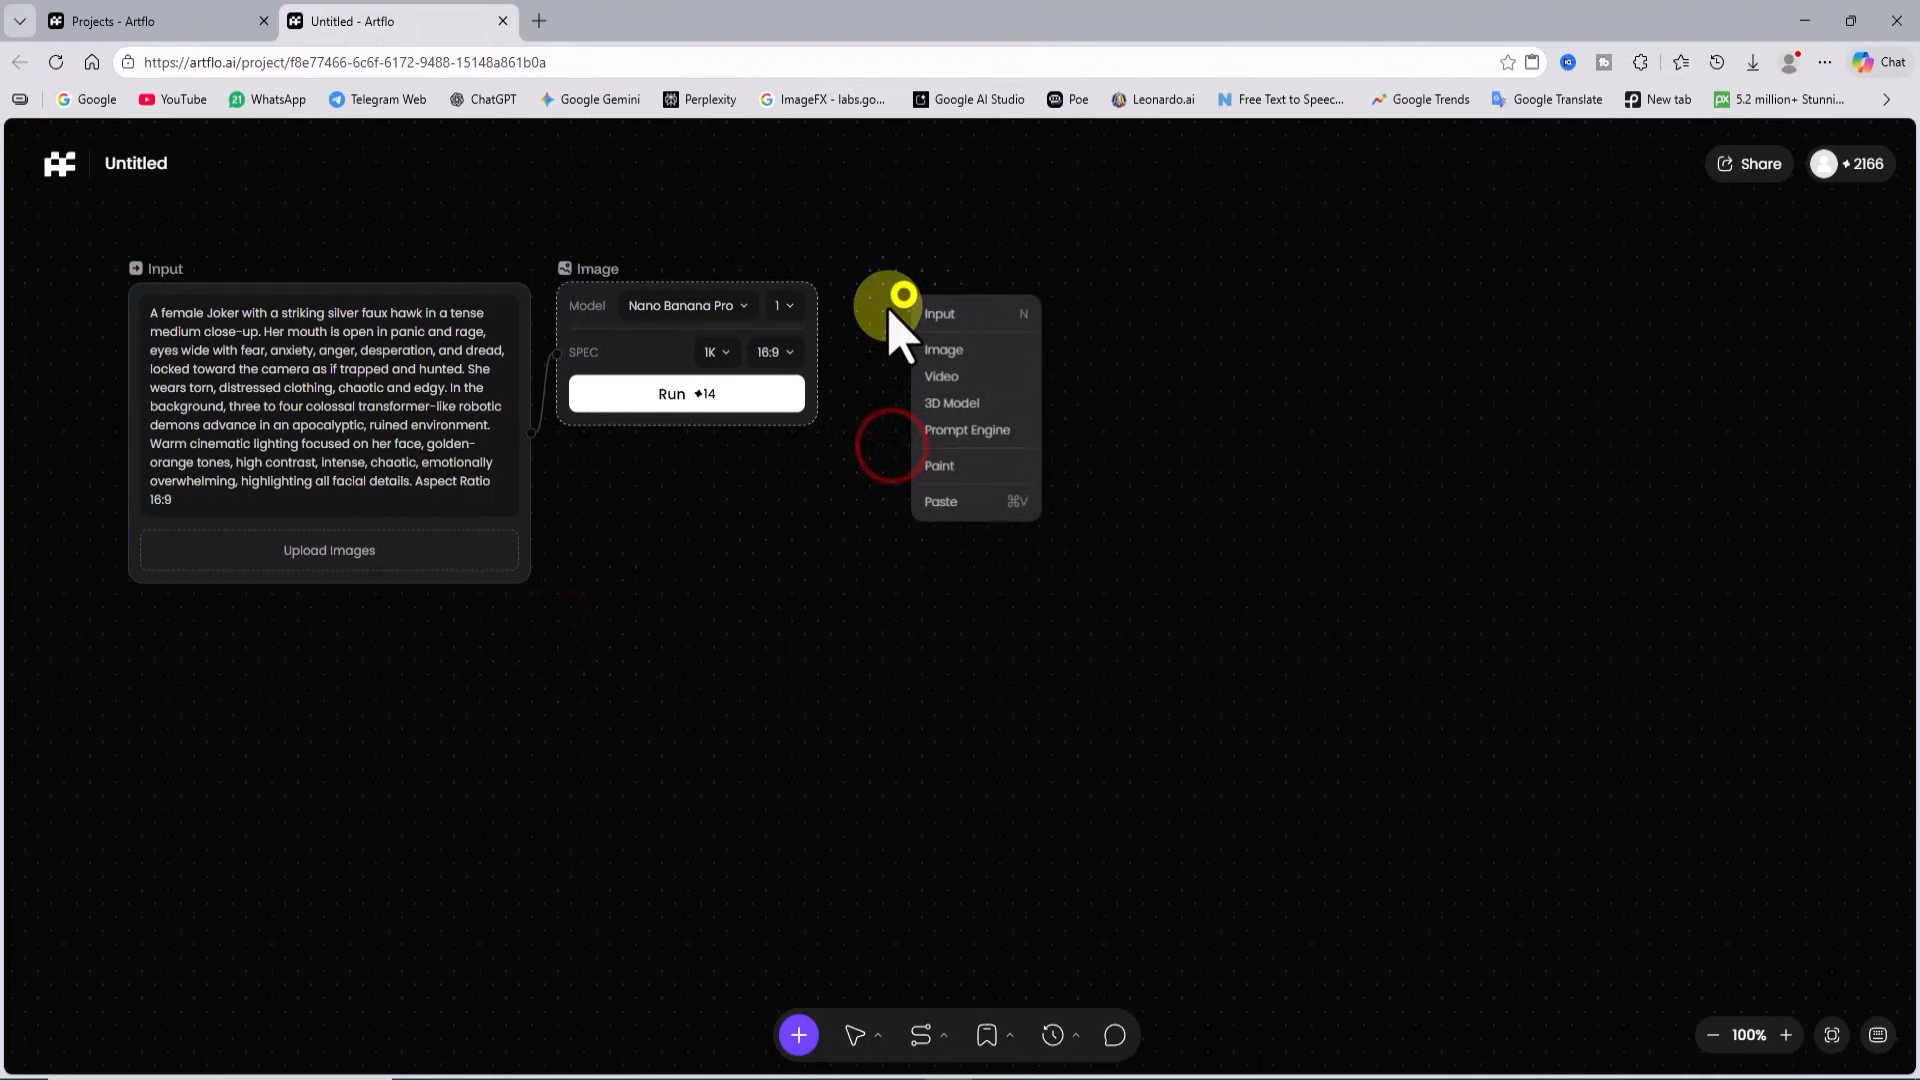 Projects - Artflo
Untitled - Artflo
https://artflo.ai/project/f8e77466-6c6f-6172-9488-15148a861b0a
Chat
Google
YouTube
WhatsApp
Telegram Web
ChatGPT
Google Gemini
Perplexity
ImageFX - labs.go...
Google AI Studio
Poe
Leonardo.ai
Free Text to Speec...
Google Trends
Google Translate
New tab
5.2 million+ Stunni...
Untitled
Share
2166
Input
A female Joker with a striking silver faux hawk in a tense
medium close-up. Her mouth is open in panic and rage,
eyes wide with fear, anxiety, anger, desperation, and dread,
locked toward the camera as if trapped and hunted. She
wears torn, distressed clothing, chaotic and edgy. In the
background, three to four colossal transformer-like robotic
demons advance in an apocalyptic, ruined environment.
Warm cinematic lighting focused on her face, golden-
orange tones, high contrast, intense, chaotic, emotionally
overwhelming, highlighting all facial details. Aspect Ratio
16:9
Upload Images
Image
Model Nano Banana Pro 1
SPEC 1K 16:9
Run 14
Input N
Image
Video
3D Model
Prompt Engine
Paint
Paste ⌘V
100%